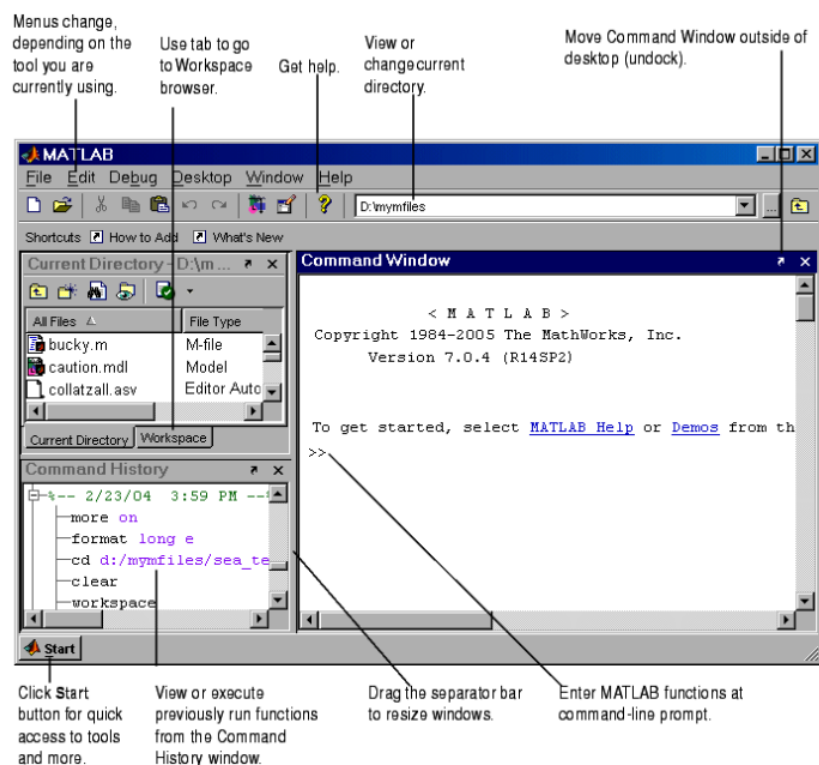 Menus change,
depending on the
tool you are
currently using.
Use tab to go
to Workspace
browser.
Get help.
View or
change current
directory.
Move Command Window outside of
desktop (undock).
MATLAB
File Edit Debug Desktop Window Help
D:\mymfiles
...
Shortcuts How to Add What's New
Current Directory - D:\m...
All Files File Type
bucky.m M-file
caution.mdl Model
collatzall.asv Editor Auto
Current Directory Workspace
Command History
%-- 2/23/04 3:59 PM --%
more on
format long e
cd d:/mymfiles/sea_te
clear
workspace
Start
Command Window
< M A T L A B >
Copyright 1984-2005 The MathWorks, Inc.
Version 7.0.4 (R14SP2)
To get started, select MATLAB Help or Demos from th
>>
Click Start
button for quick
access to tools
and more.
View or execute
previously run functions
from the Command
History window.
Drag the separator bar
to resize windows.
Enter MATLAB functions at
command-line prompt.